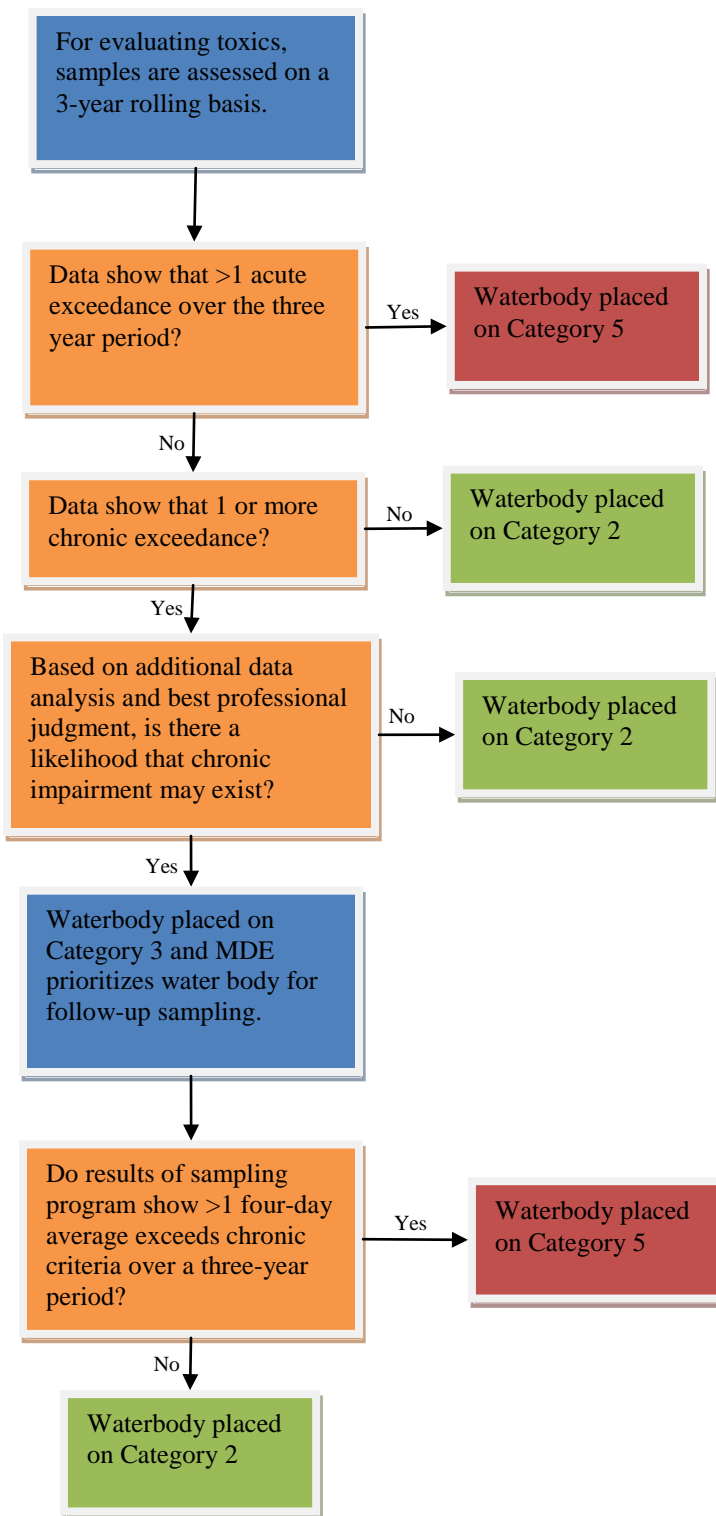 For evaluating toxics,
samples are assessed on a
3-year rolling basis.
Data show that >1 acute
exceedance over the three
year period?
Yes
Waterbody placed
on Category 5
No
Data show that 1 or more
chronic exceedance?
No
Waterbody placed
on Category 2
Yes
Based on additional data
analysis and best professional
judgment, is there a
likelihood that chronic
impairment may exist?
No
Waterbody placed
on Category 2
Yes
Waterbody placed on
Category 3 and MDE
prioritizes water body for
follow-up sampling.
Do results of sampling
program show >1 four-day
average exceeds chronic
criteria over a three-year
period?
Yes
Waterbody placed
on Category 5
No
Waterbody placed
on Category 2